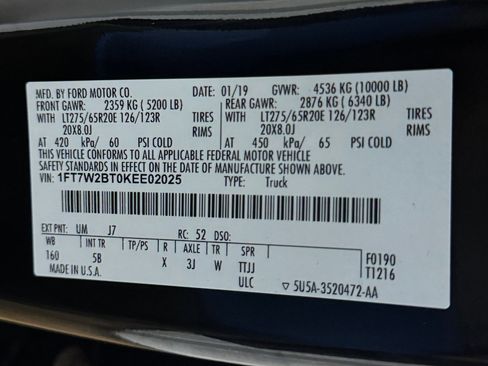 MFD. BY FORD MOTOR CO. DATE: 01/19 GVWR: 4536 KG (10000 LB)
FRONT GAWR: 2359 KG ( 5200 LB) REAR GAWR: 2876 KG ( 6340 LB)
WITH LT275/65R20E 126/123R TIRES WITH LT275/65R20E 126/123R TIRES
20X8.0J RIMS 20X8.0J RIMS
AT 420 kPa/ 60 PSI COLD AT 450 kPa/ 65 PSI COLD
THIS VEHICLE CONFORMS TO ALL APPLICABLE FEDERAL MOTOR VEHICLE
SAFETY STANDARDS IN EFFECT ON THE DATE OF MANUFACTURE SHOWN ABOVE.
VIN: 1FT7W2BT0KEE02025 TYPE: Truck
EXT PNT: UM J7 RC: 52 DSO:
WB INT TR TP/PS R AXLE TR SPR F0190
160 5B X 3J W TTJJ T1216
MADE IN U.S.A. ULC ▽ 5U5A-3520472-AA